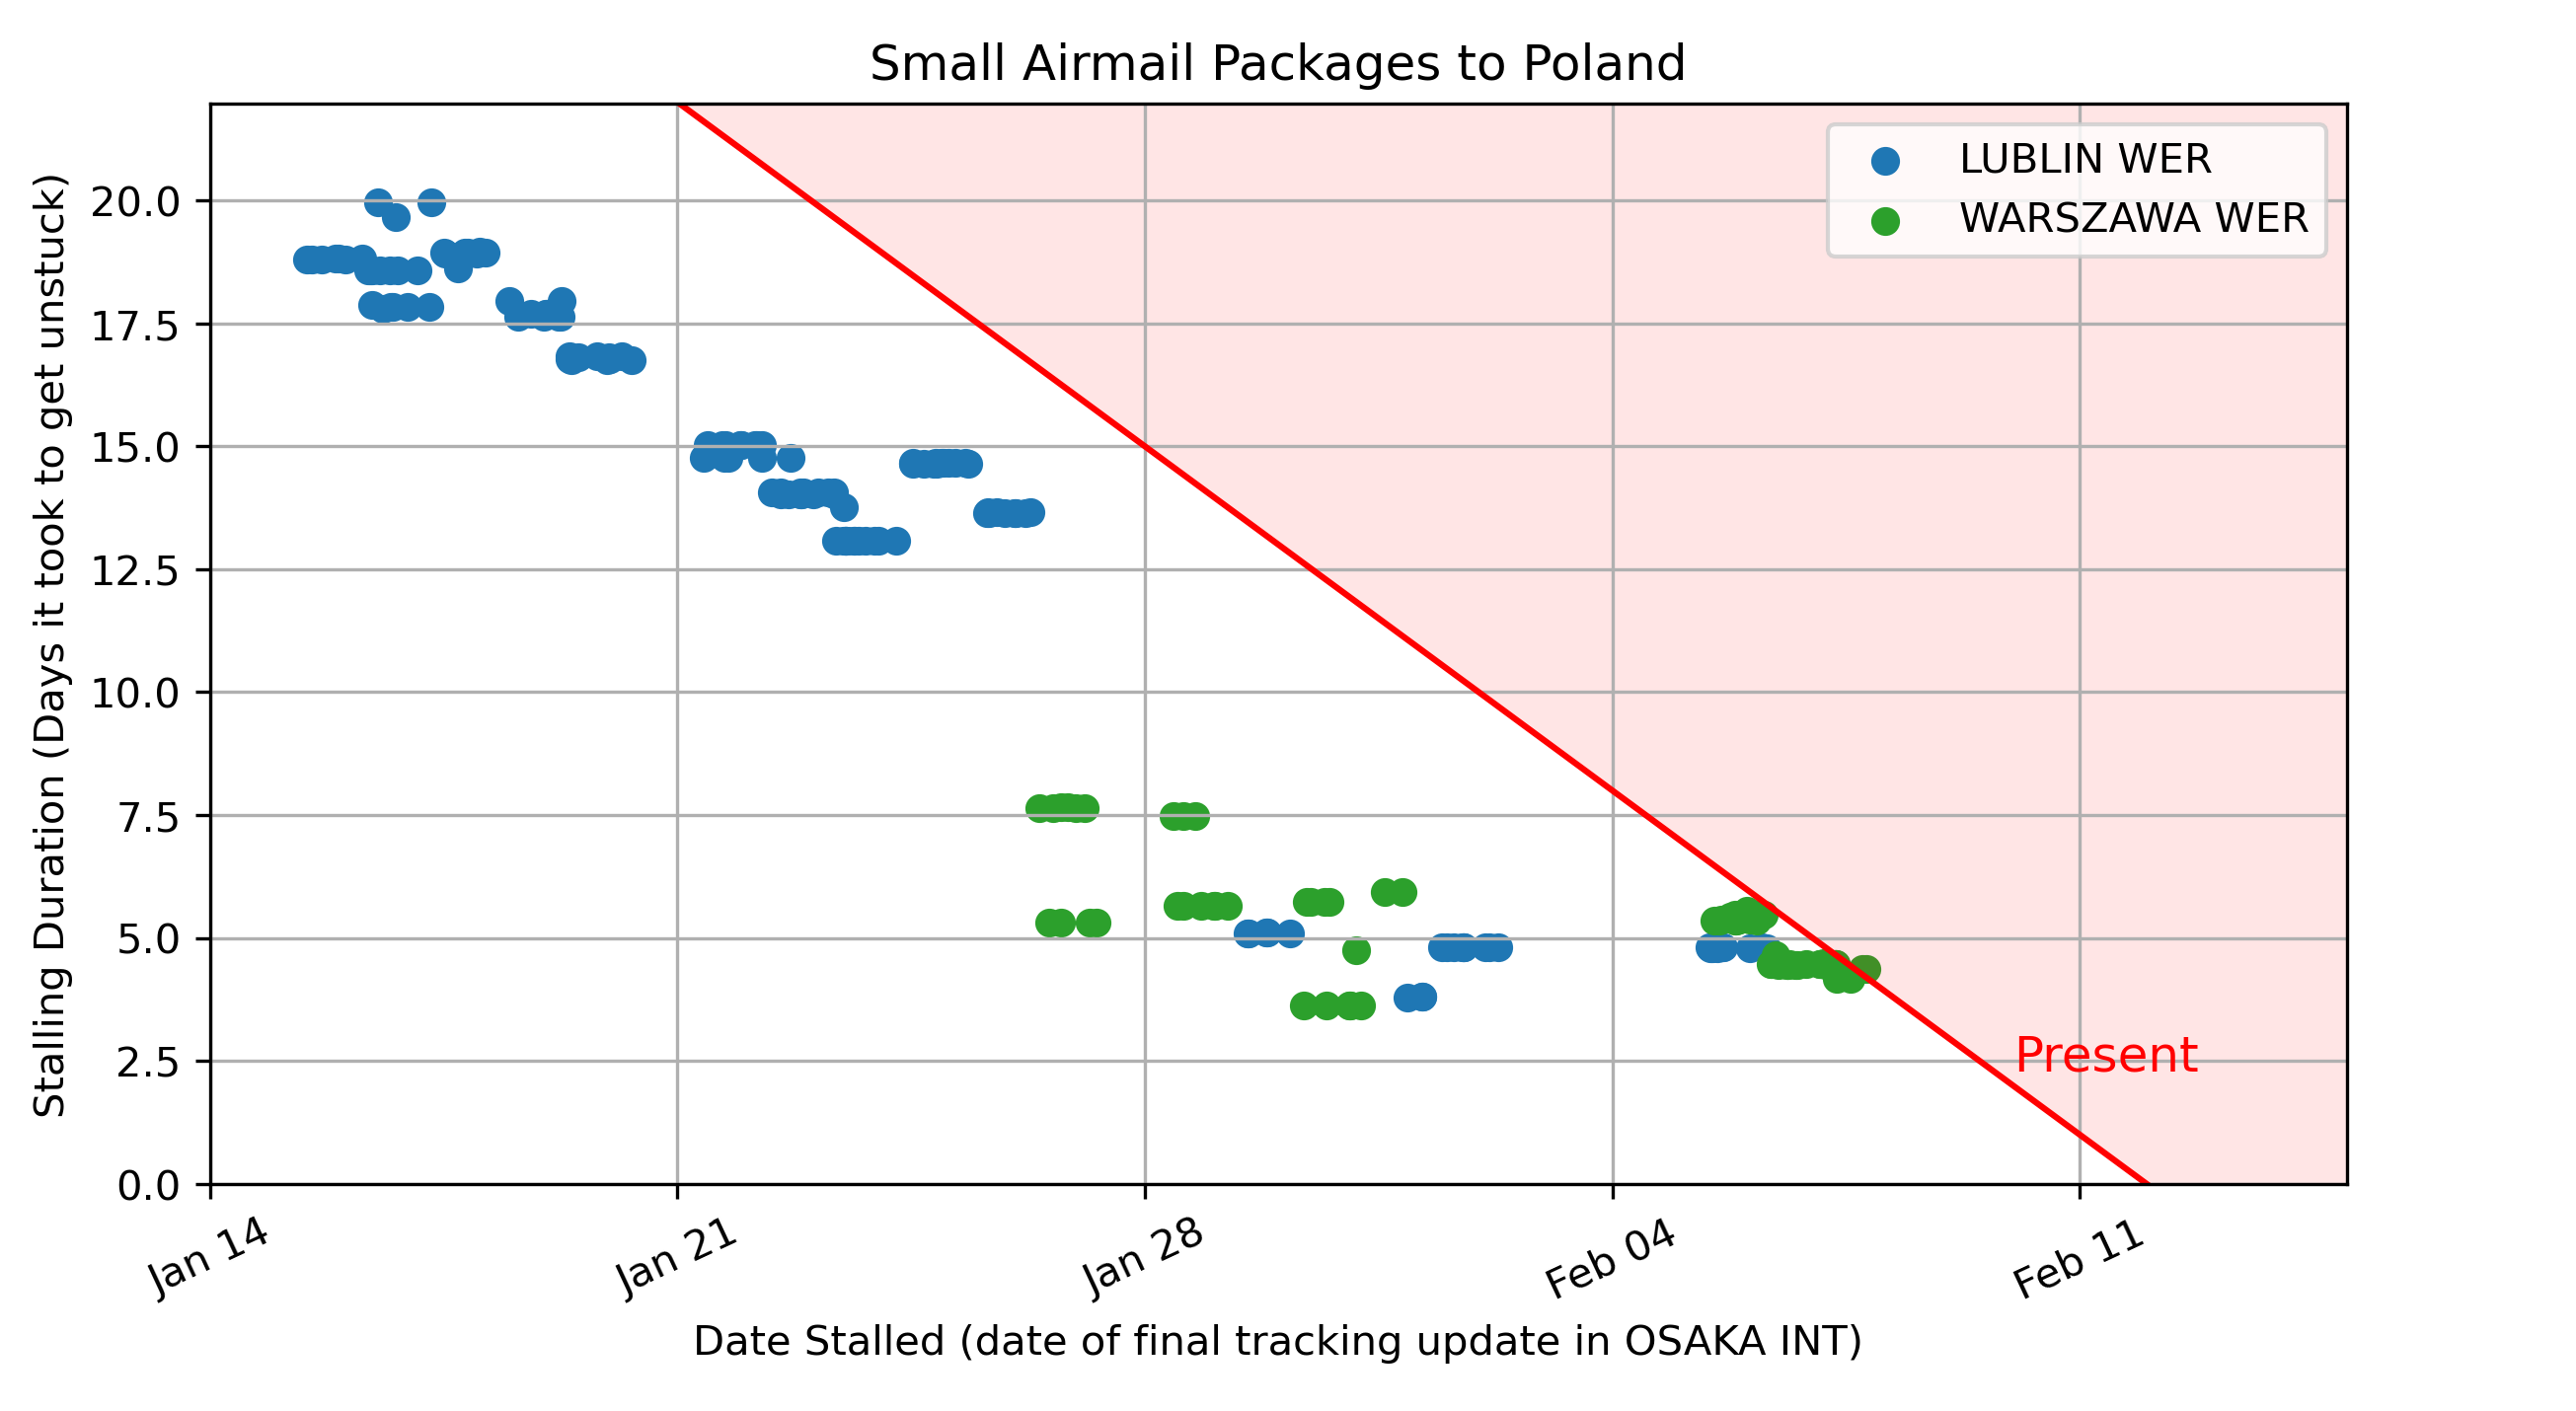 Small Airmail Packages to Poland
LUBLIN WER
WARSZAWA WER
Stalling Duration (Days it took to get unstuck)
20.0
17.5
15.0
12.5
10.0
7.5
5.0
2.5
0.0
Present
Jan 14
Jan 21
Jan 28
Feb 04
Feb 11
Date Stalled (date of final tracking update in OSAKA INT)